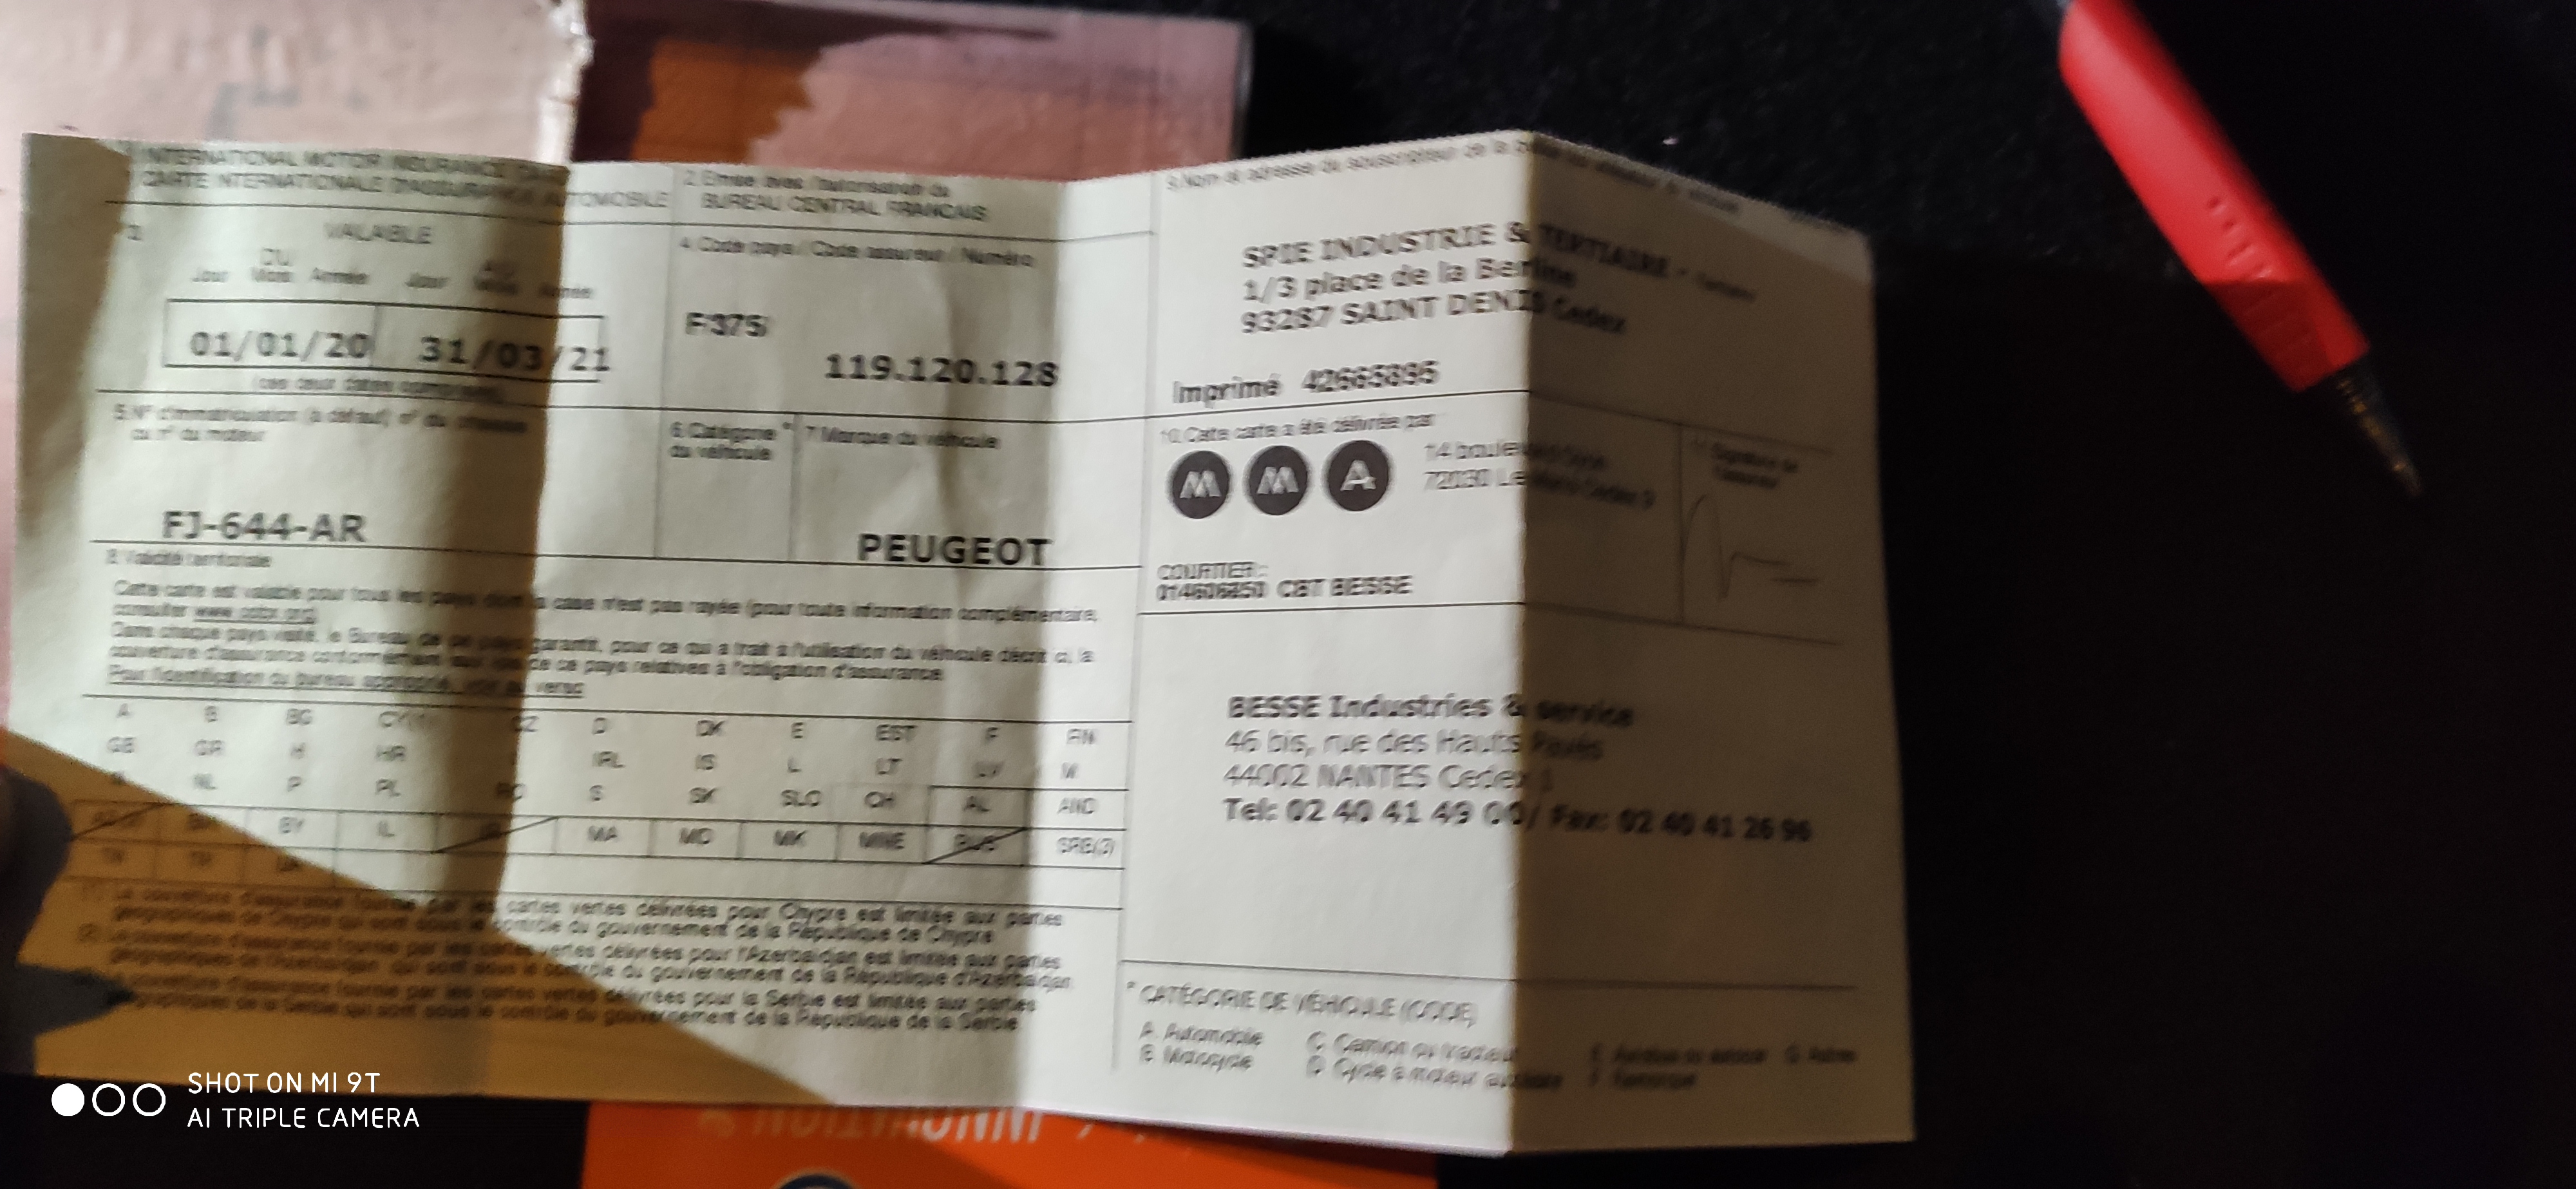 INTERNATIONAL MOTOR INSURANCE
CARTE INTERNATIONALE D'ASSURANCE AUTOMOBILE
2. Emise avec l'autorisation du
BUREAU CENTRAL FRANÇAIS
3. VALABLE
DU AU
Jour Mois Année Jour Mois Année
01/01/20 31/03/21
(ces deux dates comprises)
4. Code pays / Code assureur / Numéro
F/375/
119.120.128
5. N° d'immatriculation (à défaut) n° du chassis
ou n° du moteur
FJ-644-AR
6. Catégorie *
du véhicule
7. Marque du véhicule
PEUGEOT
8. Validité territoriale
Cette carte est valable pour tous les pays dont la case n'est pas rayée (pour toute information complémentaire,
consulter www.cobx.org)
Dans chaque pays visité, le Bureau de ce pays garantit, pour ce qui a trait à l'utilisation du véhicule décrit ci, la
couverture d'assurance conformément aux lois de ce pays relatives à l'obligation d'assurance.
Pour l'identification du bureau approprié, voir au verso
A B BG CY(1) CZ D DK E EST F FIN
GB GR H HR I IRL IS L LT LV M
N NL P PL RO S SK SLO CH AL AND
BY IL MA MD MK MNE RUS SRB(3)
TN TR UA
(1) La couverture d'assurance fournie par les cartes vertes délivrées pour Chypre est limitée aux parties
géographiques de Chypre qui sont sous le contrôle du gouvernement de la République de Chypre
(2) La couverture d'assurance fournie par les cartes vertes délivrées pour l'Azerbaïdjan est limitée aux parties
géographiques de l'Azerbaïdjan qui sont sous le contrôle du gouvernement de la République d'Azerbaïdjan
couverture d'assurance fournie par les cartes vertes délivrées pour la Serbie est limitée aux parties
géographiques de la Serbie qui sont sous le contrôle du gouvernement de la République de la Serbie
9. Nom et adresse du souscripteur de la
SPIE INDUSTRIE & TERTIAIRE -
1/3 place de la Berline
93287 SAINT DENIS Cedex
Imprimé 42665895
10. Cette carte a été délivrée par
MMA
14 boulevard
72030 Le Mans Cedex 9
11. Signature de
l'assureur
COURTIER :
CBT BESSE
BESSE Industries & service
46 bis, rue des Hauts Pavés
44002 NANTES Cedex 1
Tel: 02 40 41 49 00/ Fax: 02 40 41 26 96
* CATÉGORIE DE VÉHICULE (CODE)
A. Automobile C. Camion ou tracteur E. Autobus ou autocar G. Autres
B. Motocycle D. Cycle à moteur auxiliaire F. Remorque
INNOVATION
SHOT ON MI 9T
AI TRIPLE CAMERA